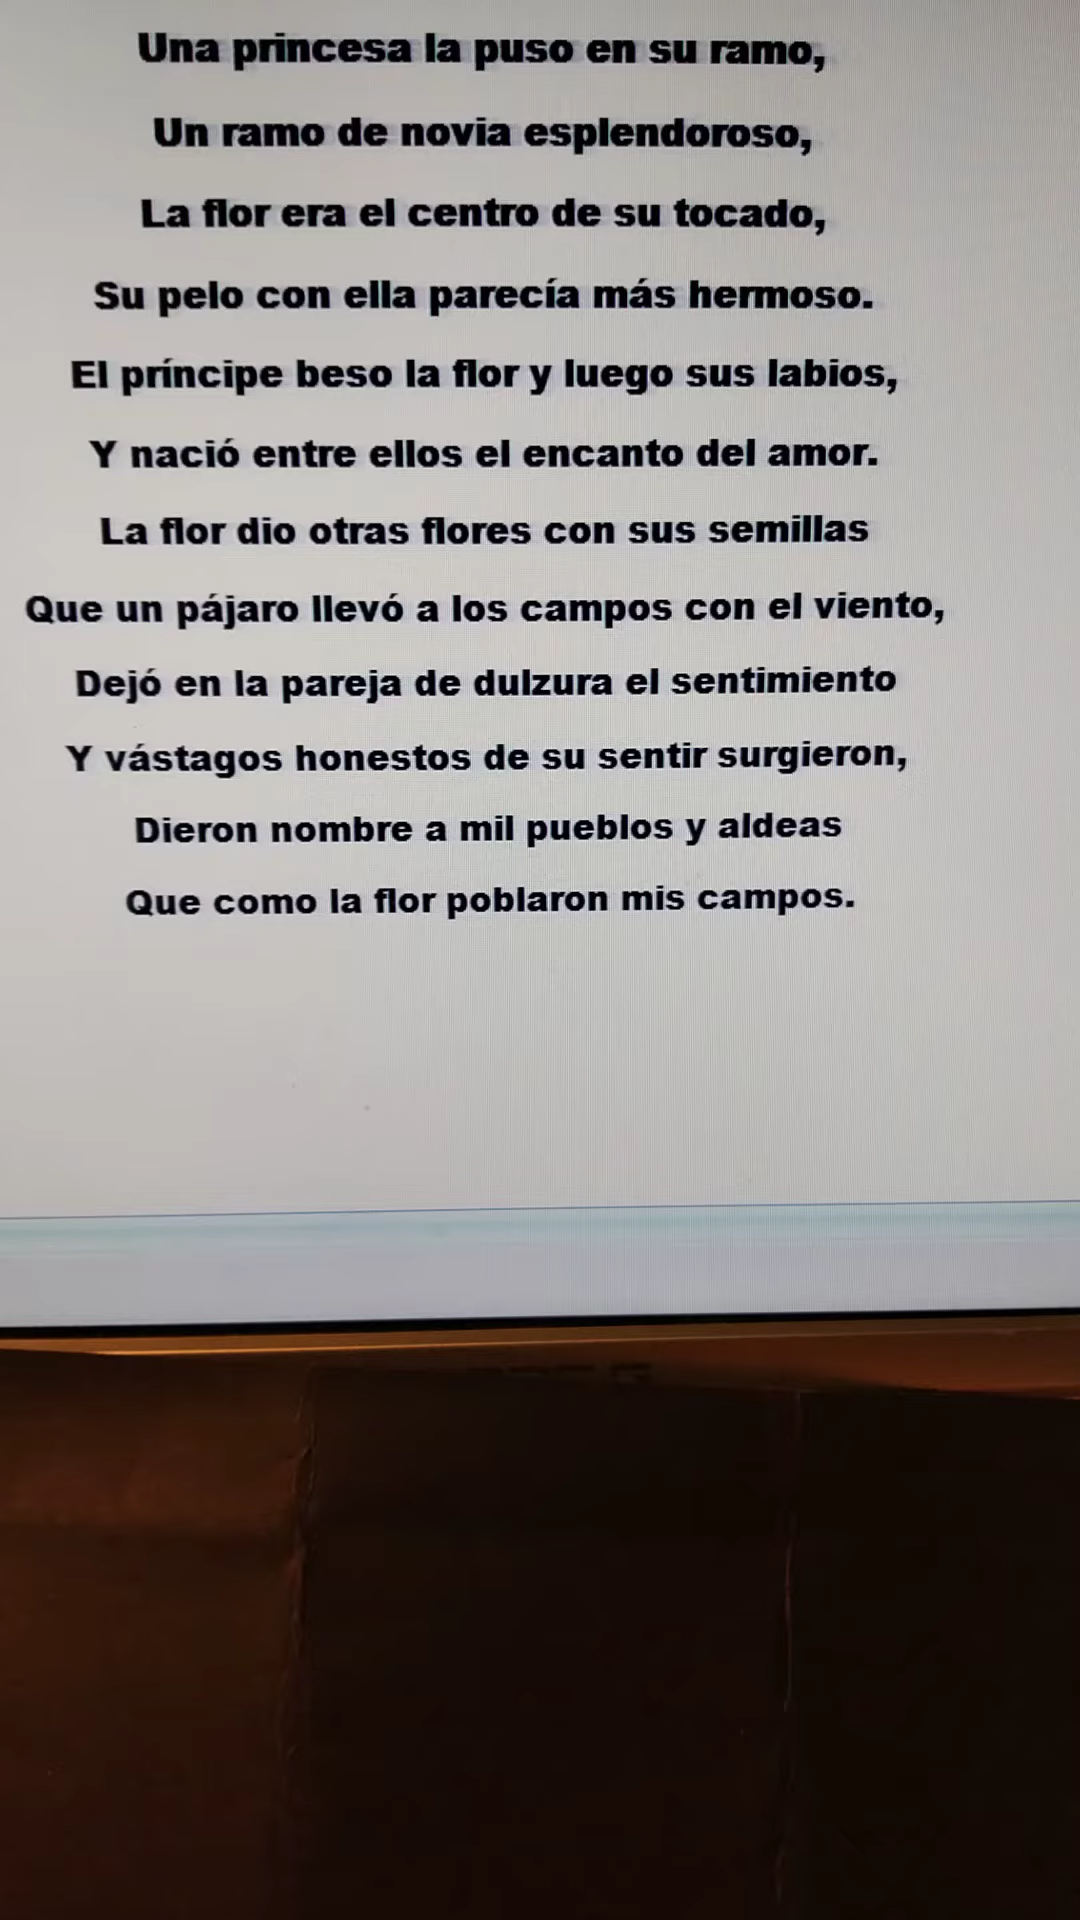 Una princesa la puso en su ramo,
Un ramo de novia esplendoroso,
La flor era el centro de su tocado,
Su pelo con ella parecía más hermoso.
El príncipe beso la flor y luego sus labios,
Y nació entre ellos el encanto del amor.
La flor dio otras flores con sus semillas
Que un pájaro llevó a los campos con el viento,
Dejó en la pareja de dulzura el sentimiento
Y vástagos honestos de su sentir surgieron,
Dieron nombre a mil pueblos y aldeas
Que como la flor poblaron mis campos.